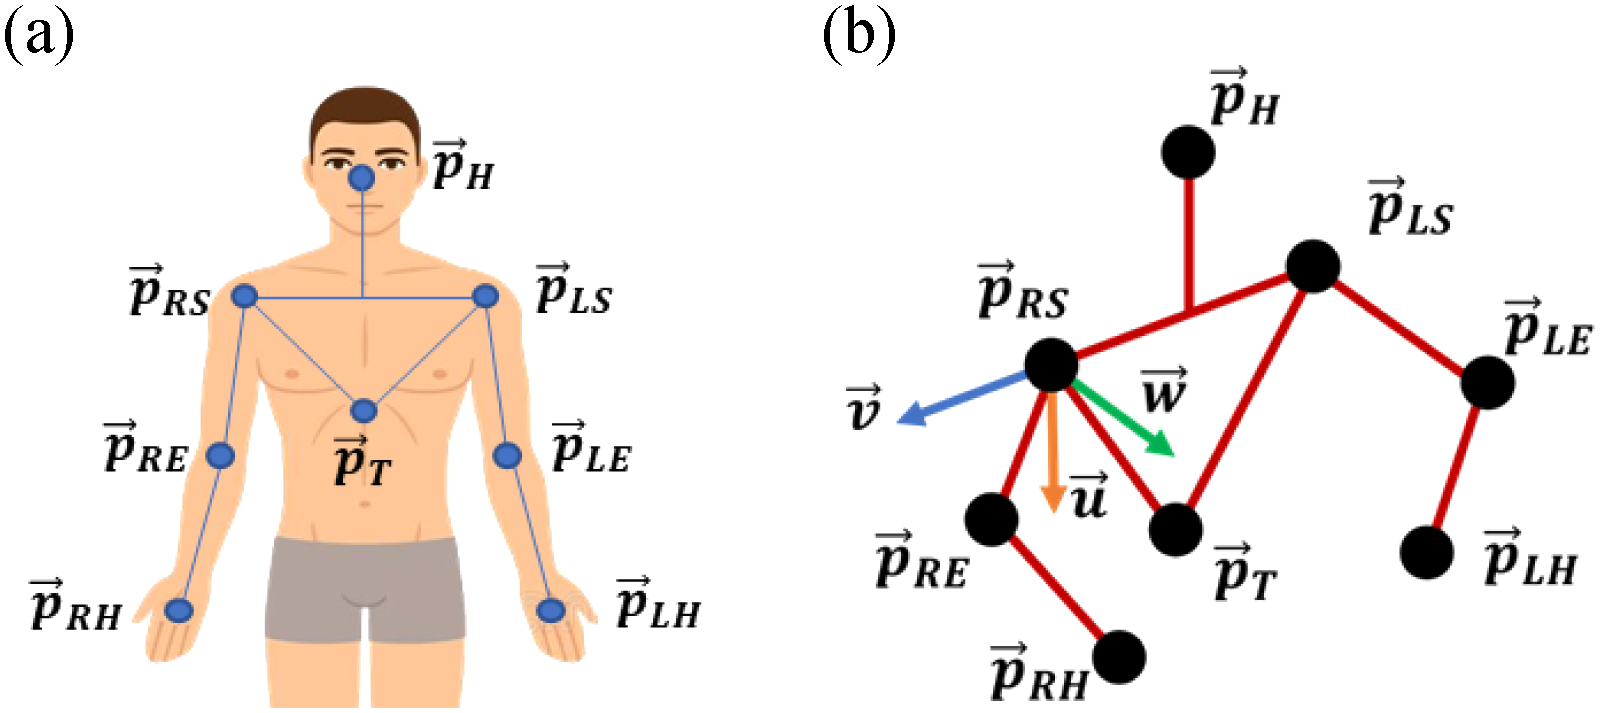 (a)
(b)
$\vec{p}_H$
$\vec{p}_{RS}$
$\vec{p}_{LS}$
$\vec{p}_{RE}$
$\vec{p}_T$
$\vec{p}_{LE}$
$\vec{p}_{RH}$
$\vec{p}_{LH}$
$\vec{p}_H$
$\vec{p}_{LS}$
$\vec{p}_{RS}$
$\vec{p}_{LE}$
$\vec{v}$
$\vec{w}$
$\vec{u}$
$\vec{p}_{RE}$
$\vec{p}_T$
$\vec{p}_{LH}$
$\vec{p}_{RH}$